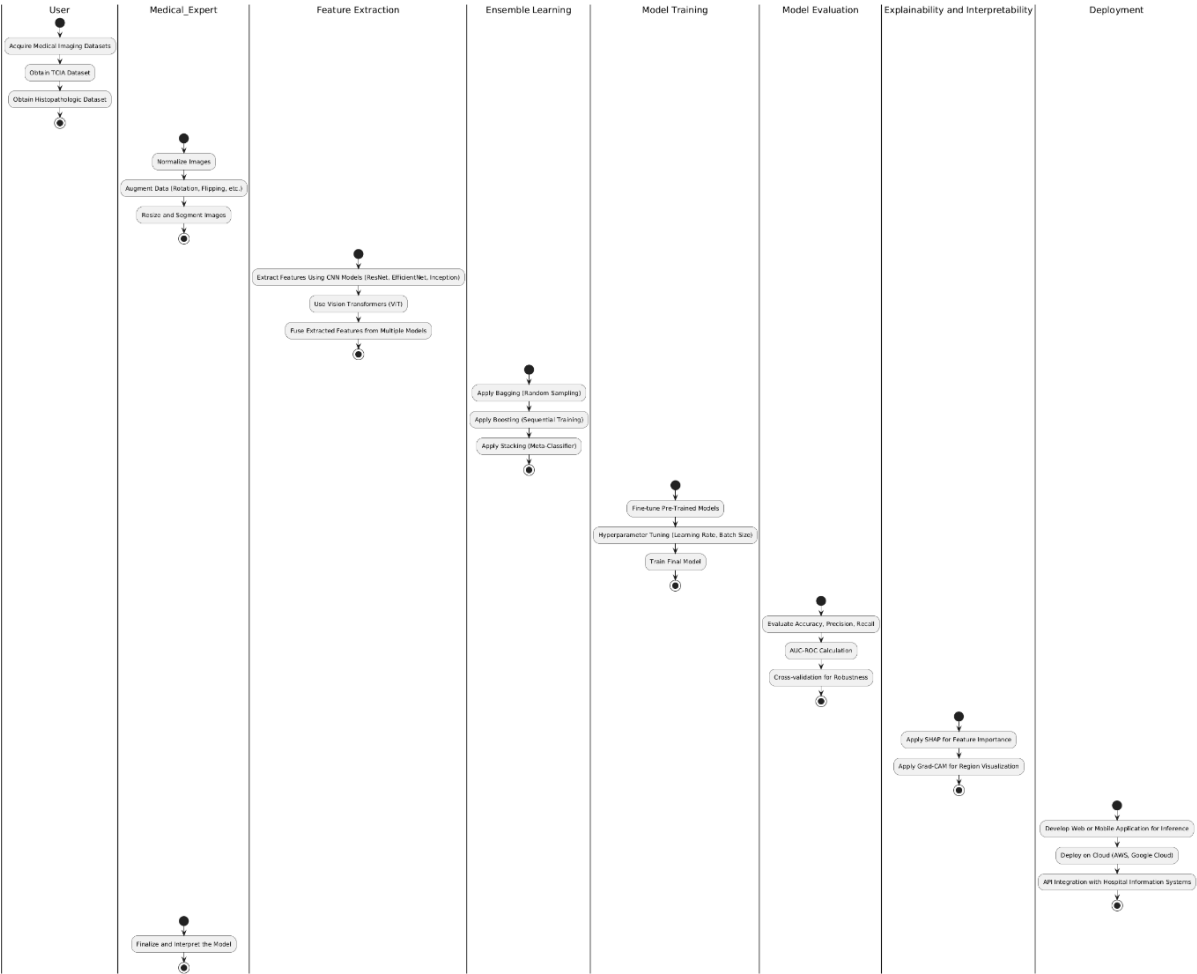 User
Medical_Expert
Feature Extraction
Ensemble Learning
Model Training
Model Evaluation
Explainability and Interpretability
Deployment
Acquire Medical Imaging Datasets
Obtain TCIA Dataset
Obtain Histopathologic Dataset
Normalize Images
Augment Data (Rotation, Flipping, etc.)
Resize and Segment Images
Extract Features Using CNN Models (ResNet, EfficientNet, Inception)
Use Vision Transformers (ViT)
Fuse Extracted Features from Multiple Models
Apply Bagging (Random Sampling)
Apply Boosting (Sequential Training)
Apply Stacking (Meta-Classifier)
Fine-tune Pre-Trained Models
Hyperparameter Tuning (Learning Rate, Batch Size)
Train Final Model
Evaluate Accuracy, Precision, Recall
AUC-ROC Calculation
Cross-validation for Robustness
Apply SHAP for Feature Importance
Apply Grad-CAM for Region Visualization
Develop Web or Mobile Application for Inference
Deploy on Cloud (AWS, Google Cloud)
API Integration with Hospital Information Systems
Finalize and Interpret the Model